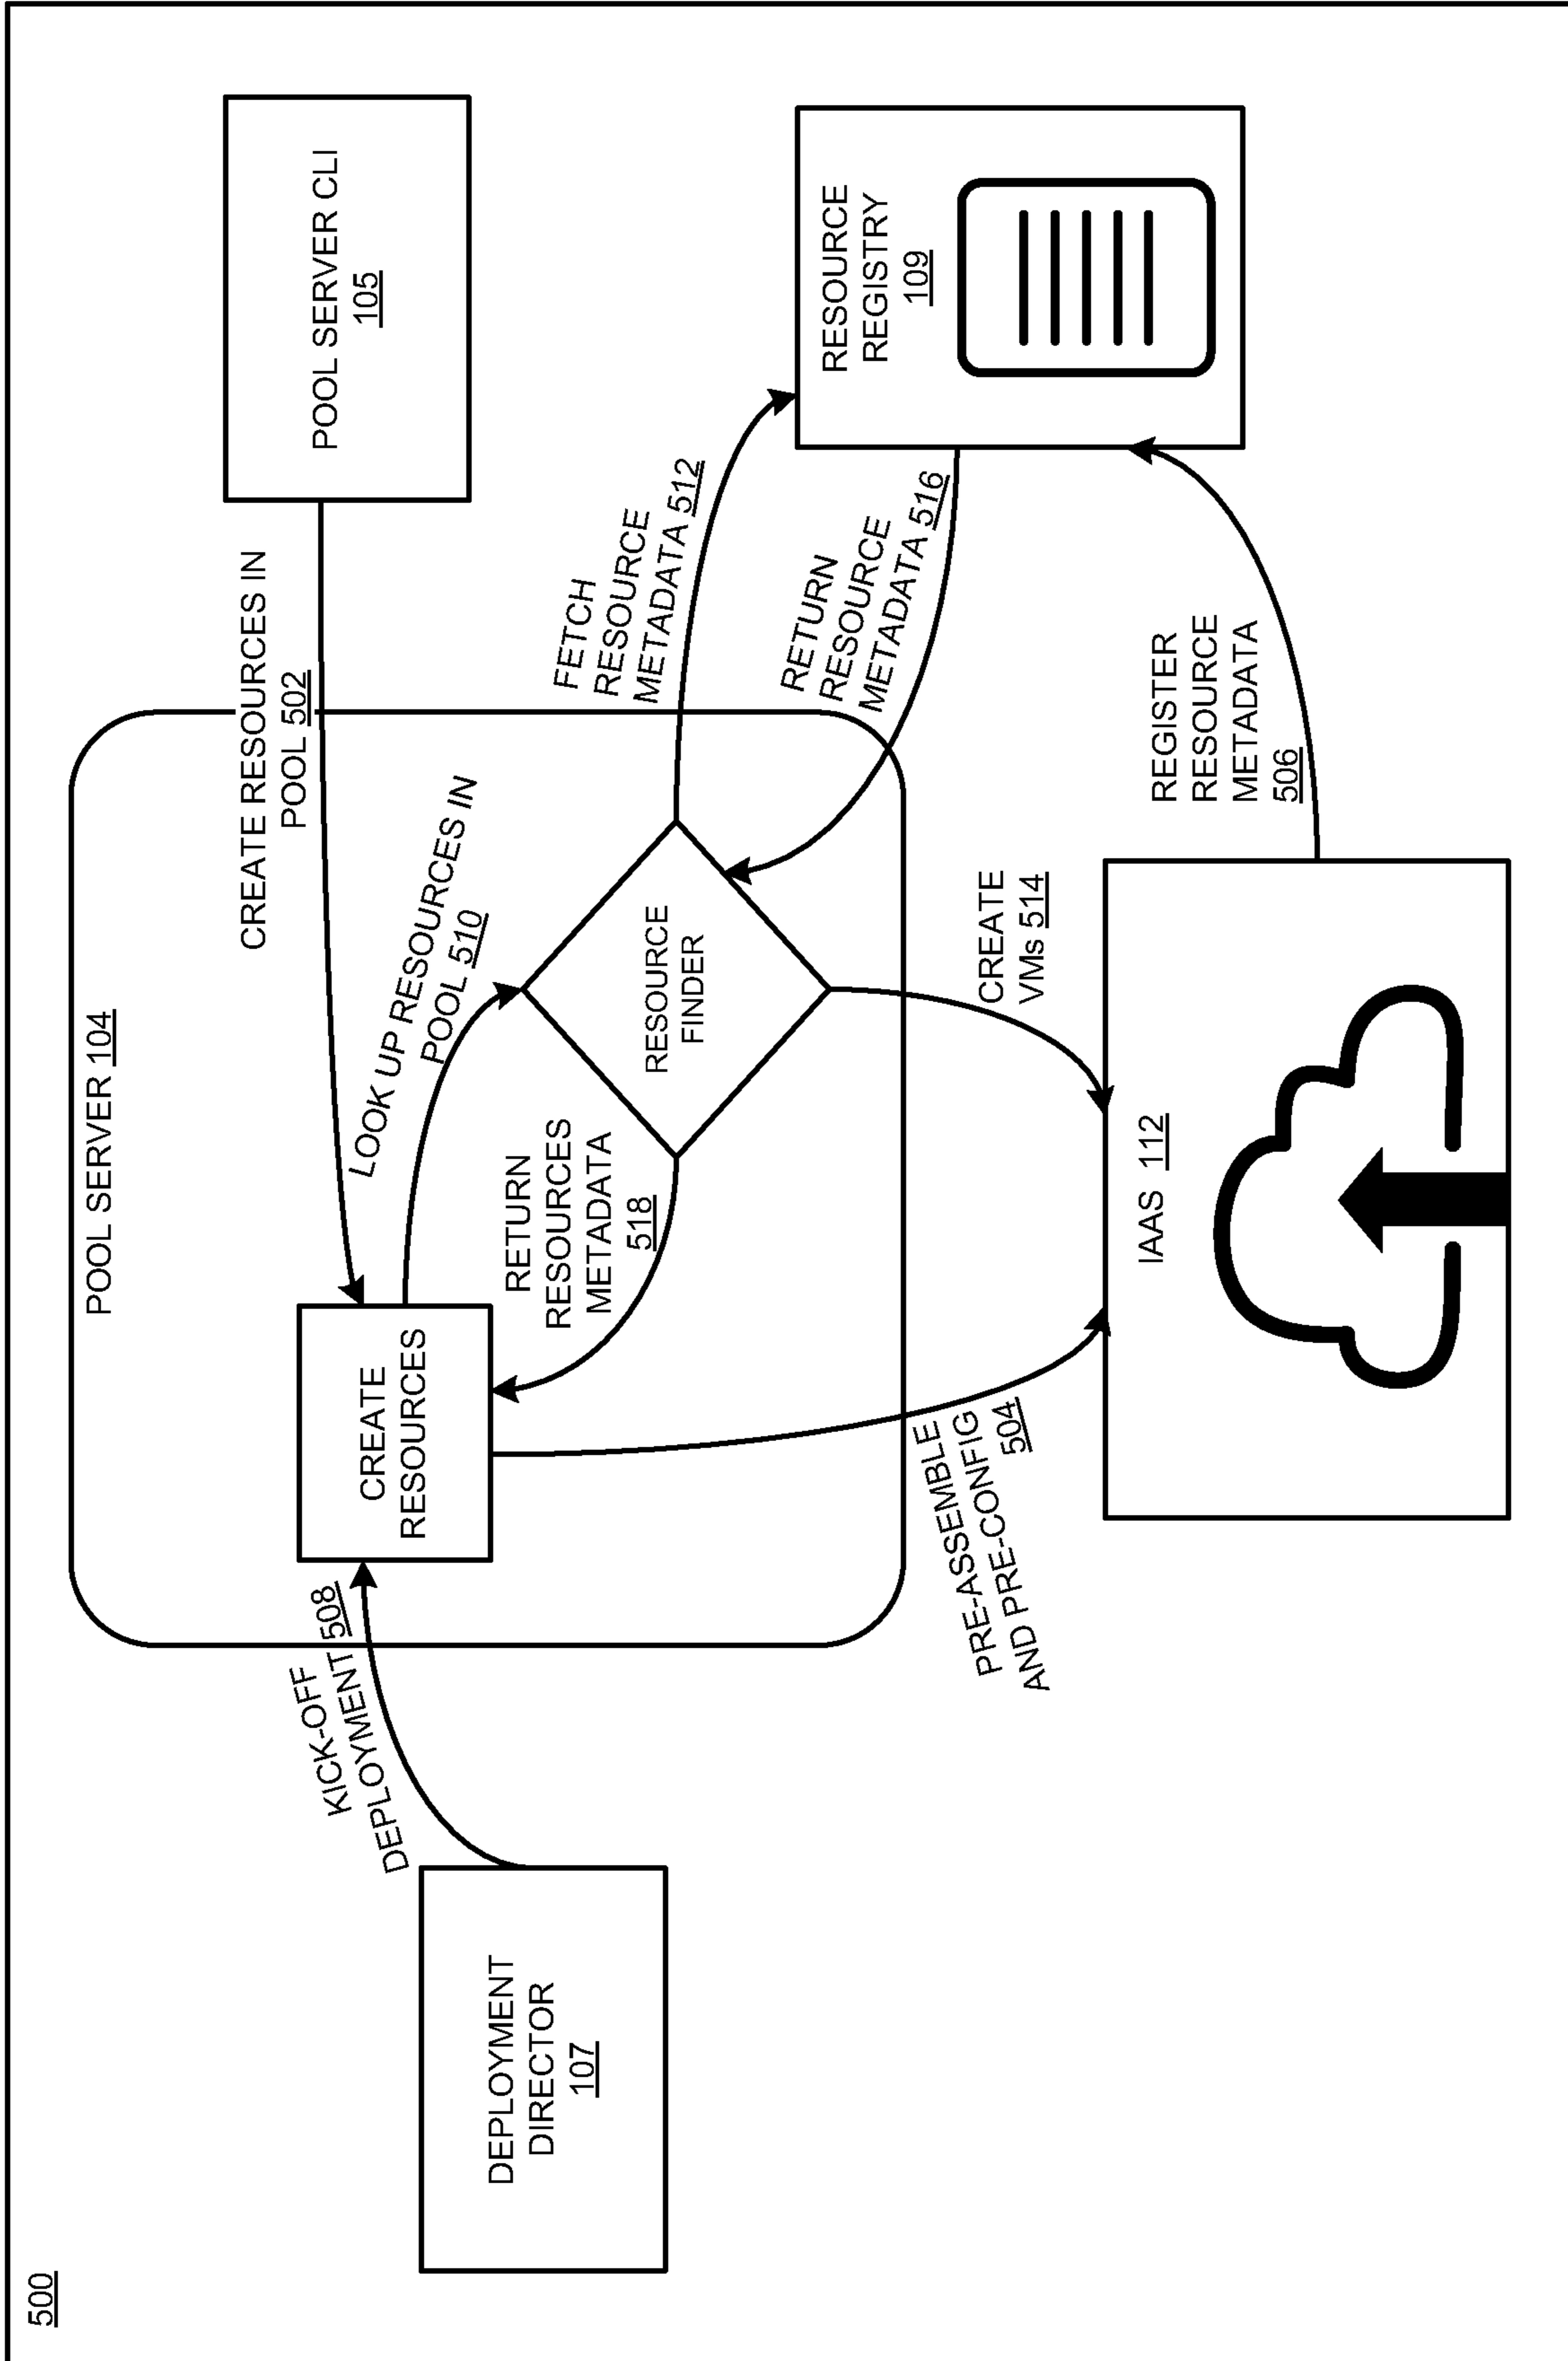 500
POOL SERVER 104
POOL SERVER CLI
105
CREATE RESOURCES IN
POOL 502
KICK-OFF
DEPLOYMENT 508
CREATE
RESOURCES
LOOK UP RESOURCES IN
POOL 510
DEPLOYMENT
DIRECTOR
107
RETURN
RESOURCES
METADATA
518
RESOURCE
FINDER
FETCH
RESOURCE
METADATA 512
RETURN
RESOURCE
METADATA 516
RESOURCE
REGISTRY
109
PRE-ASSEMBLE
AND PRE-CONFIG
504
CREATE
VMs 514
REGISTER
RESOURCE
METADATA
506
IAAS 112